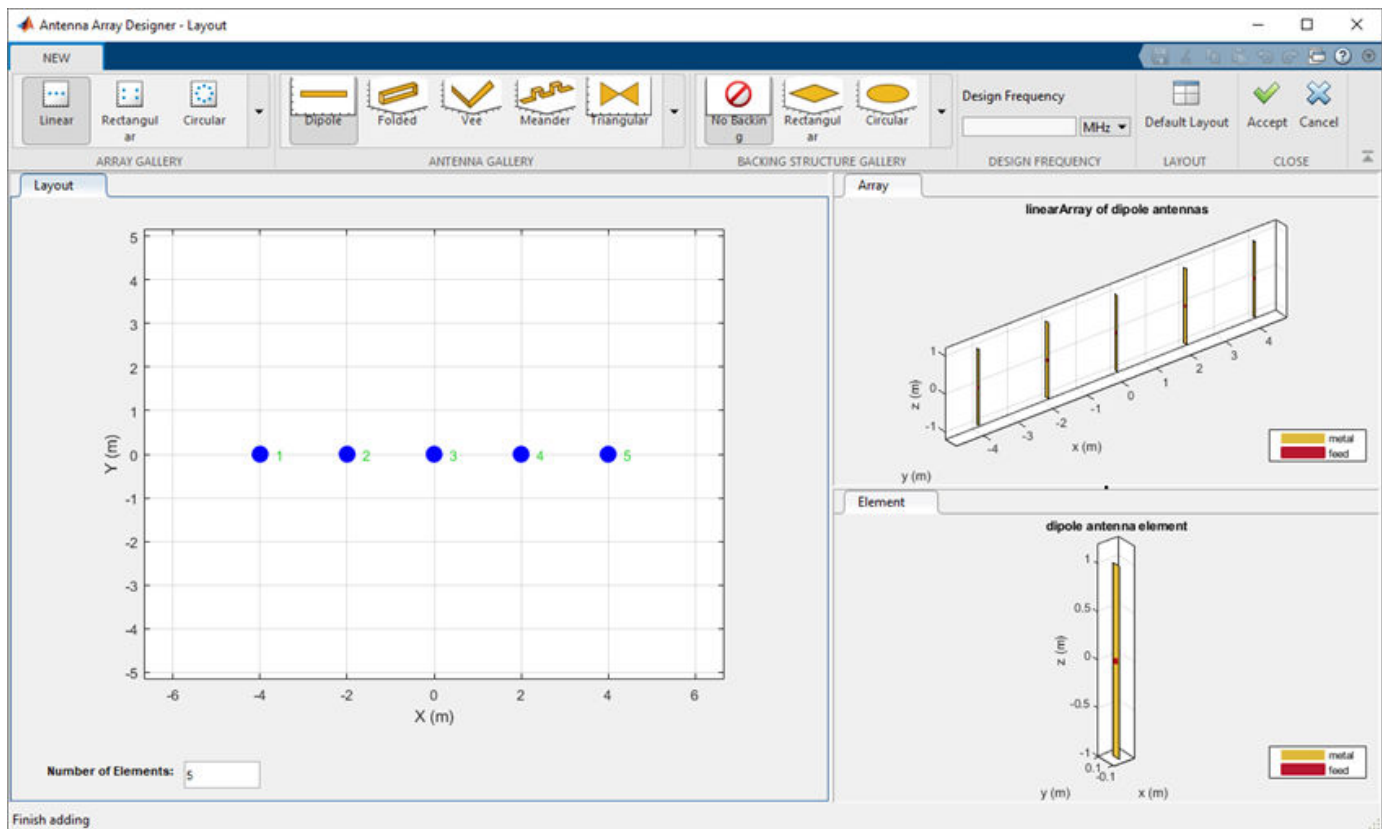 Antenna Array Designer - Layout
NEW
Linear
Rectangul
ar
Circular
Dipole
Folded
Vee
Meander
Triangular
No Backin
g
Rectangul
ar
Circular
Design Frequency
MHz
Default Layout
Accept
Cancel
ARRAY GALLERY
ANTENNA GALLERY
BACKING STRUCTURE GALLERY
DESIGN FREQUENCY
LAYOUT
CLOSE
Layout
5
4
3
2
1
0
-1
-2
-3
-4
-5
Y (m)
1 2 3 4 5
-6 -4 -2 0 2 4 6
X (m)
Number of Elements: 5
Array
linearArray of dipole antennas
1
0
-1
z (m)
-4 -3 -2 -1 0 1 2 3 4
x (m)
y (m)
metal
feed
Element
dipole antenna element
1
0.5
0
-0.5
-1
z (m)
0.1
-0.1
y (m) x (m)
metal
feed
Finish adding